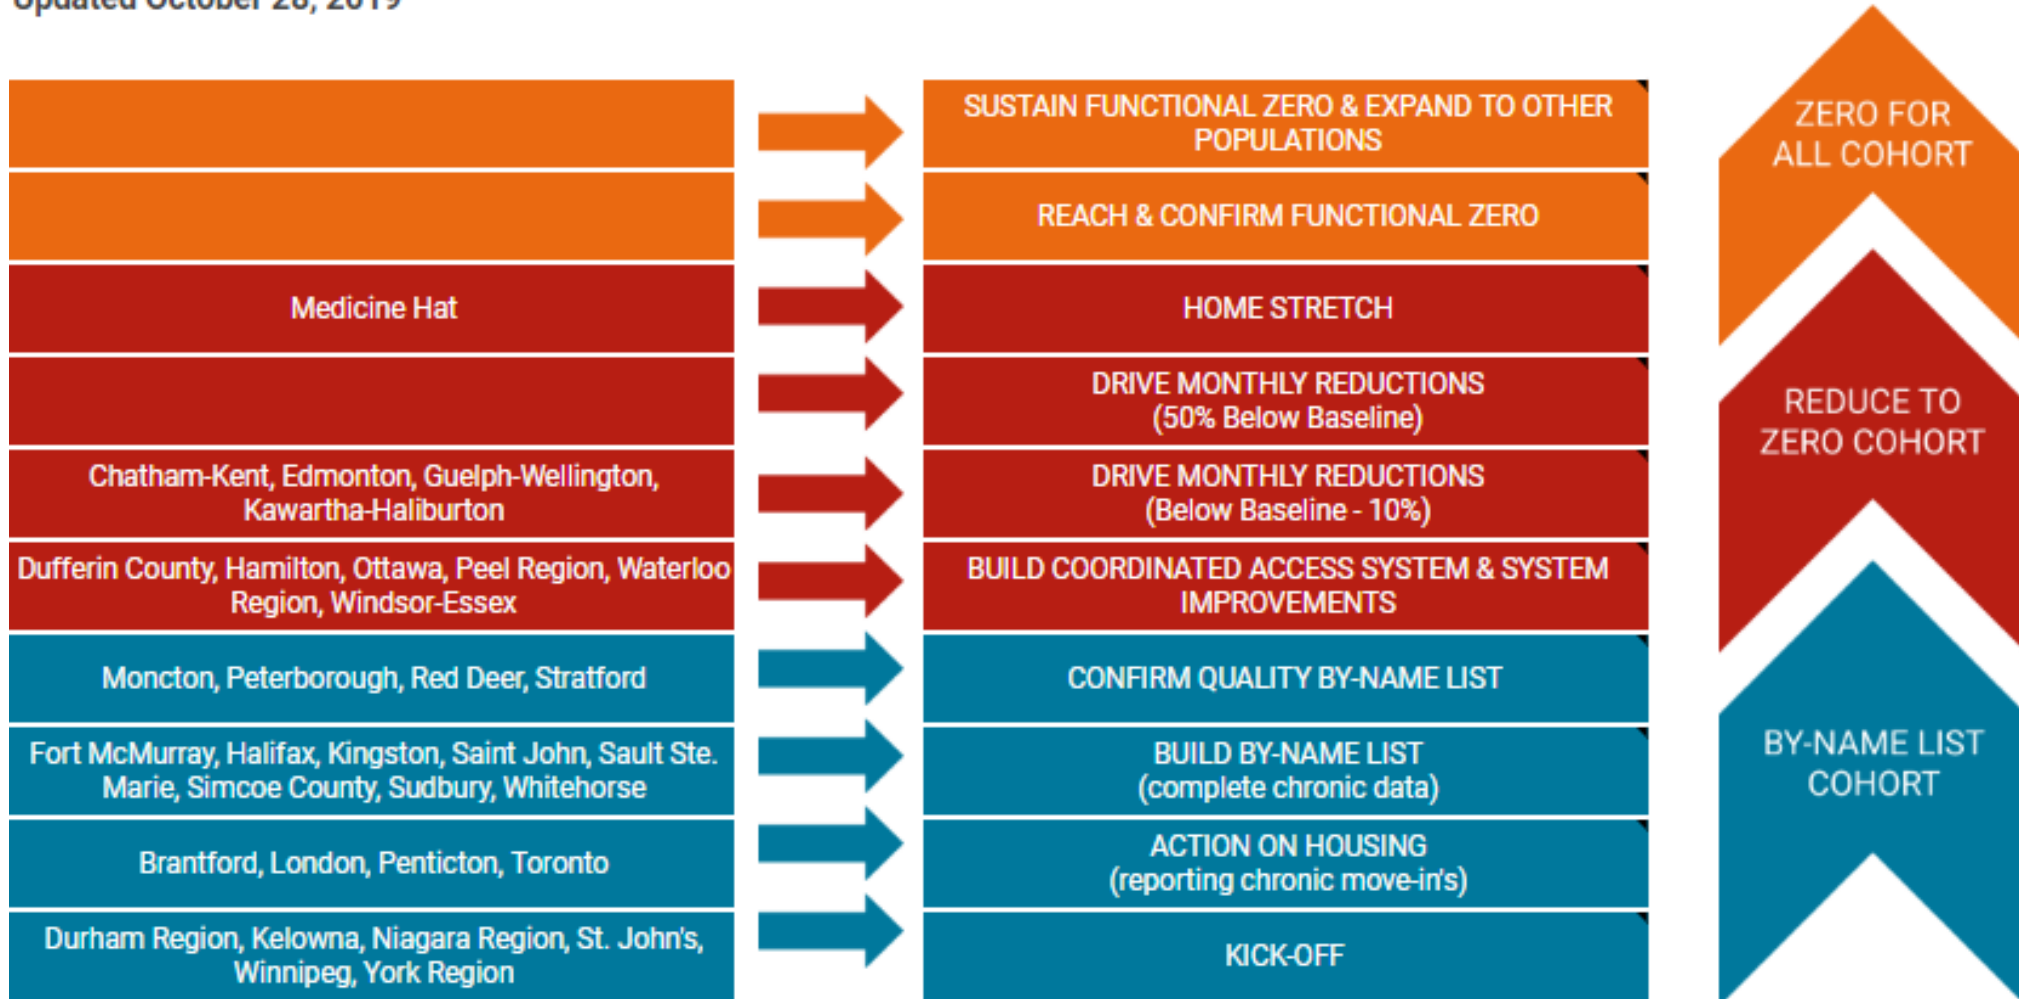 Updated October 28, 2019
SUSTAIN FUNCTIONAL ZERO & EXPAND TO OTHER
POPULATIONS
REACH & CONFIRM FUNCTIONAL ZERO
Medicine Hat
HOME STRETCH
DRIVE MONTHLY REDUCTIONS
(50% Below Baseline)
Chatham-Kent, Edmonton, Guelph-Wellington,
Kawartha-Haliburton
DRIVE MONTHLY REDUCTIONS
(Below Baseline - 10%)
Dufferin County, Hamilton, Ottawa, Peel Region, Waterloo
Region, Windsor-Essex
BUILD COORDINATED ACCESS SYSTEM & SYSTEM
IMPROVEMENTS
Moncton, Peterborough, Red Deer, Stratford
CONFIRM QUALITY BY-NAME LIST
Fort McMurray, Halifax, Kingston, Saint John, Sault Ste.
Marie, Simcoe County, Sudbury, Whitehorse
BUILD BY-NAME LIST
(complete chronic data)
Brantford, London, Penticton, Toronto
ACTION ON HOUSING
(reporting chronic move-in's)
Durham Region, Kelowna, Niagara Region, St. John's,
Winnipeg, York Region
KICK-OFF
ZERO FOR
ALL COHORT
REDUCE TO
ZERO COHORT
BY-NAME LIST
COHORT